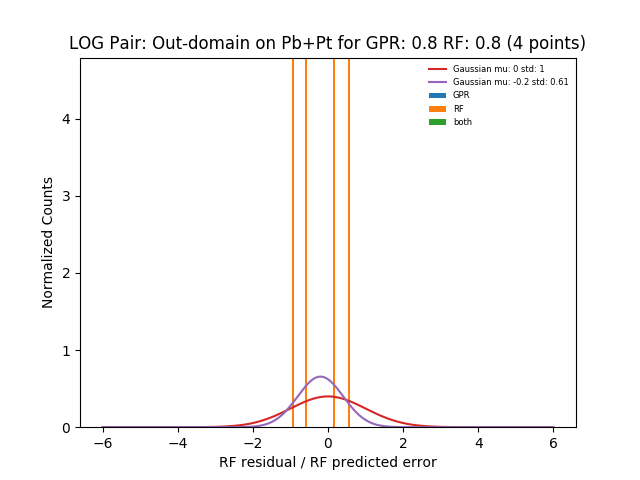 LOG Pair: Out-domain on Pb+Pt for GPR: 0.8 RF: 0.8 (4 points)
Gaussian mu: 0 std: 1
Gaussian mu: -0.2 std: 0.61
GPR
RF
both
Normalized Counts
4
3
2
1
0
−6 −4 −2 0 2 4 6
RF residual / RF predicted error